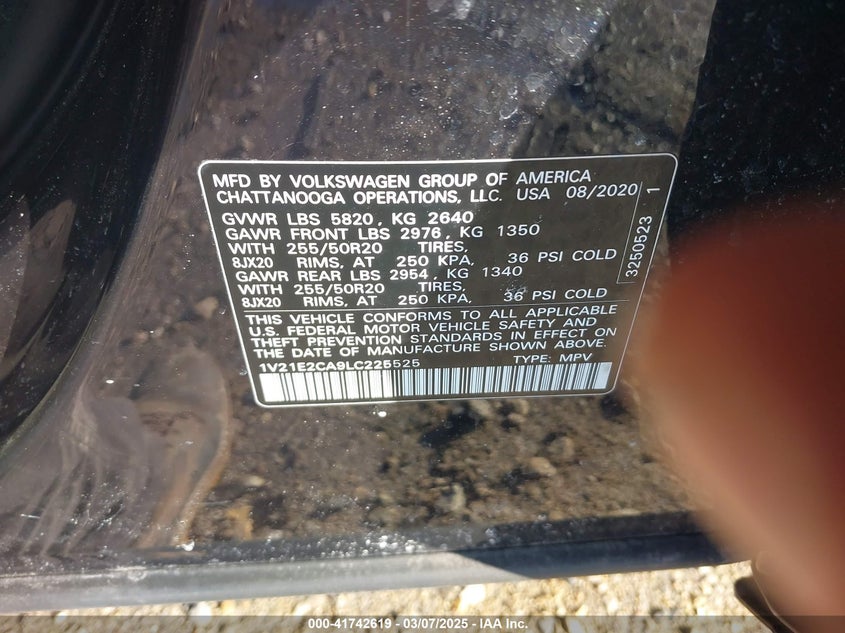 MFD BY VOLKSWAGEN GROUP OF AMERICA
CHATTANOOGA OPERATIONS, LLC. USA 08/2020
GVWR LBS 5820, KG 2640
GAWR FRONT LBS 2976, KG 1350
WITH 255/50R20 TIRES,
8JX20 RIMS, AT 250 KPA, 36 PSI COLD
GAWR REAR LBS 2954, KG 1340
WITH 255/50R20 TIRES,
8JX20 RIMS, AT 250 KPA, 36 PSI COLD
3250523 1
THIS VEHICLE CONFORMS TO ALL APPLICABLE
U.S. FEDERAL MOTOR VEHICLE SAFETY AND
THEFT PREVENTION STANDARDS IN EFFECT ON
THE DATE OF MANUFACTURE SHOWN ABOVE.
1V21E2CA9LC225525 TYPE: MPV
000-41742619 - 03/07/2025 - IAA Inc.